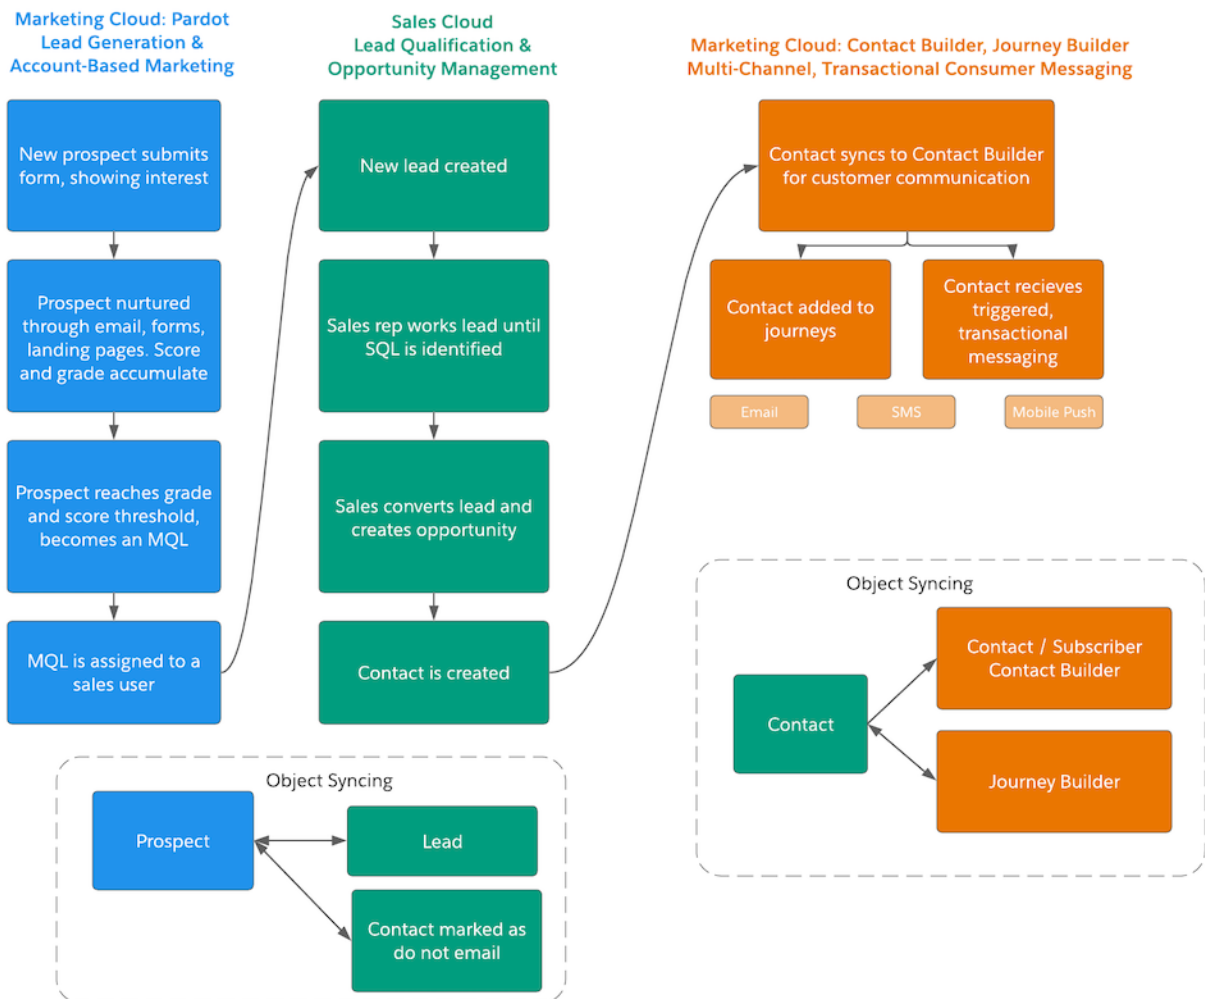 Marketing Cloud: Pardot
Lead Generation &
Account-Based Marketing
New prospect submits
form, showing interest
Prospect nurtured
through email, forms,
landing pages. Score
and grade accumulate
Prospect reaches grade
and score threshold,
becomes an MQL
MQL is assigned to a
sales user
Sales Cloud
Lead Qualification &
Opportunity Management
New lead created
Sales rep works lead until
SQL is identified
Sales converts lead and
creates opportunity
Contact is created
Marketing Cloud: Contact Builder, Journey Builder
Multi-Channel, Transactional Consumer Messaging
Contact syncs to Contact Builder
for customer communication
Contact added to
journeys
Contact recieves
triggered,
transactional
messaging
Email
SMS
Mobile Push
Object Syncing
Prospect
Lead
Contact marked as
do not email
Object Syncing
Contact
Contact / Subscriber
Contact Builder
Journey Builder